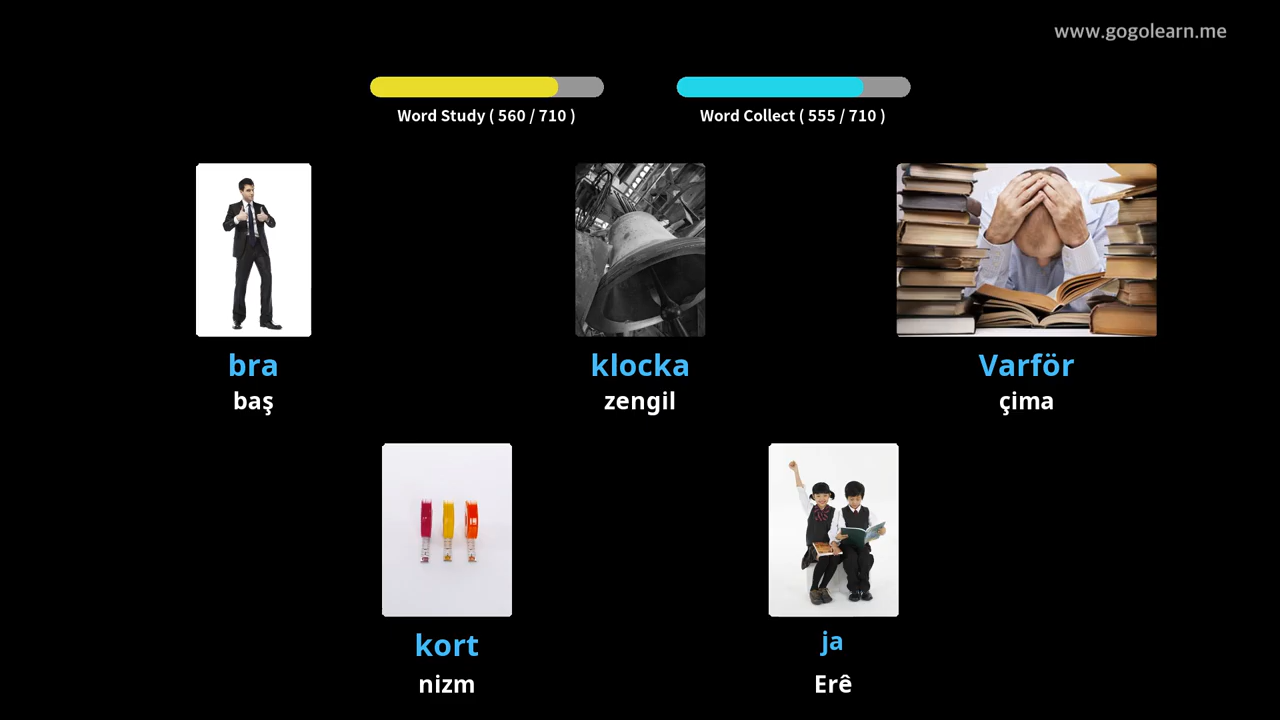 www.gogolearn.me
Word Study ( 560 / 710 )
Word Collect ( 555 / 710 )
bra
baş
klocka
zengil
Varför
çima
kort
nizm
ja
Erê